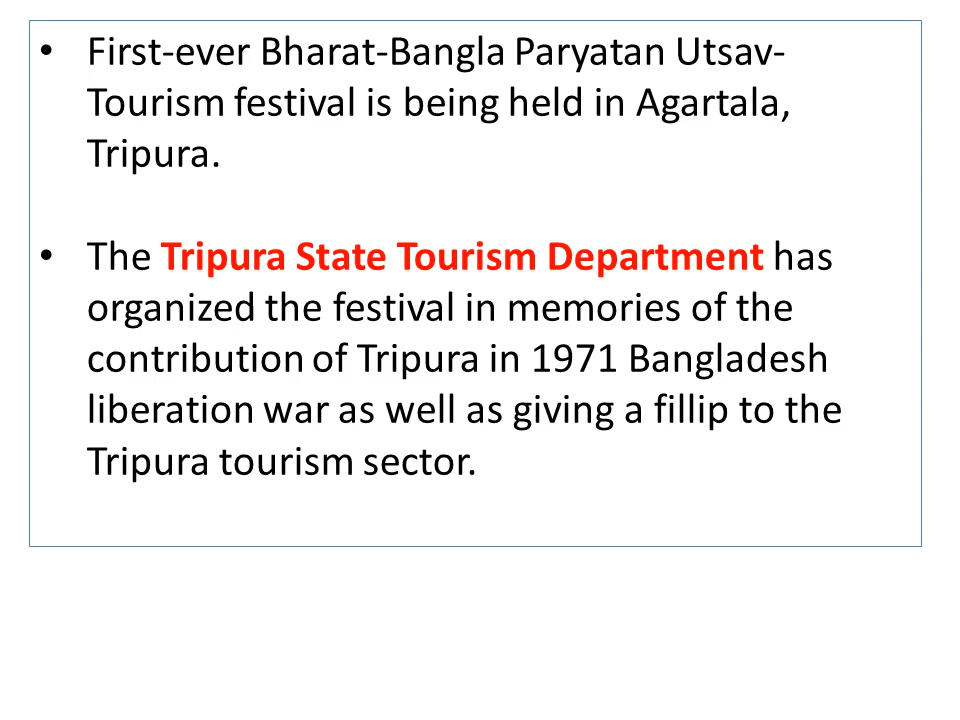 • First-ever Bharat-Bangla Paryatan Utsav-
Tourism festival is being held in Agartala,
Tripura.
• The Tripura State Tourism Department has
organized the festival in memories of the
contribution of Tripura in 1971 Bangladesh
liberation war as well as giving a fillip to the
Tripura tourism sector.